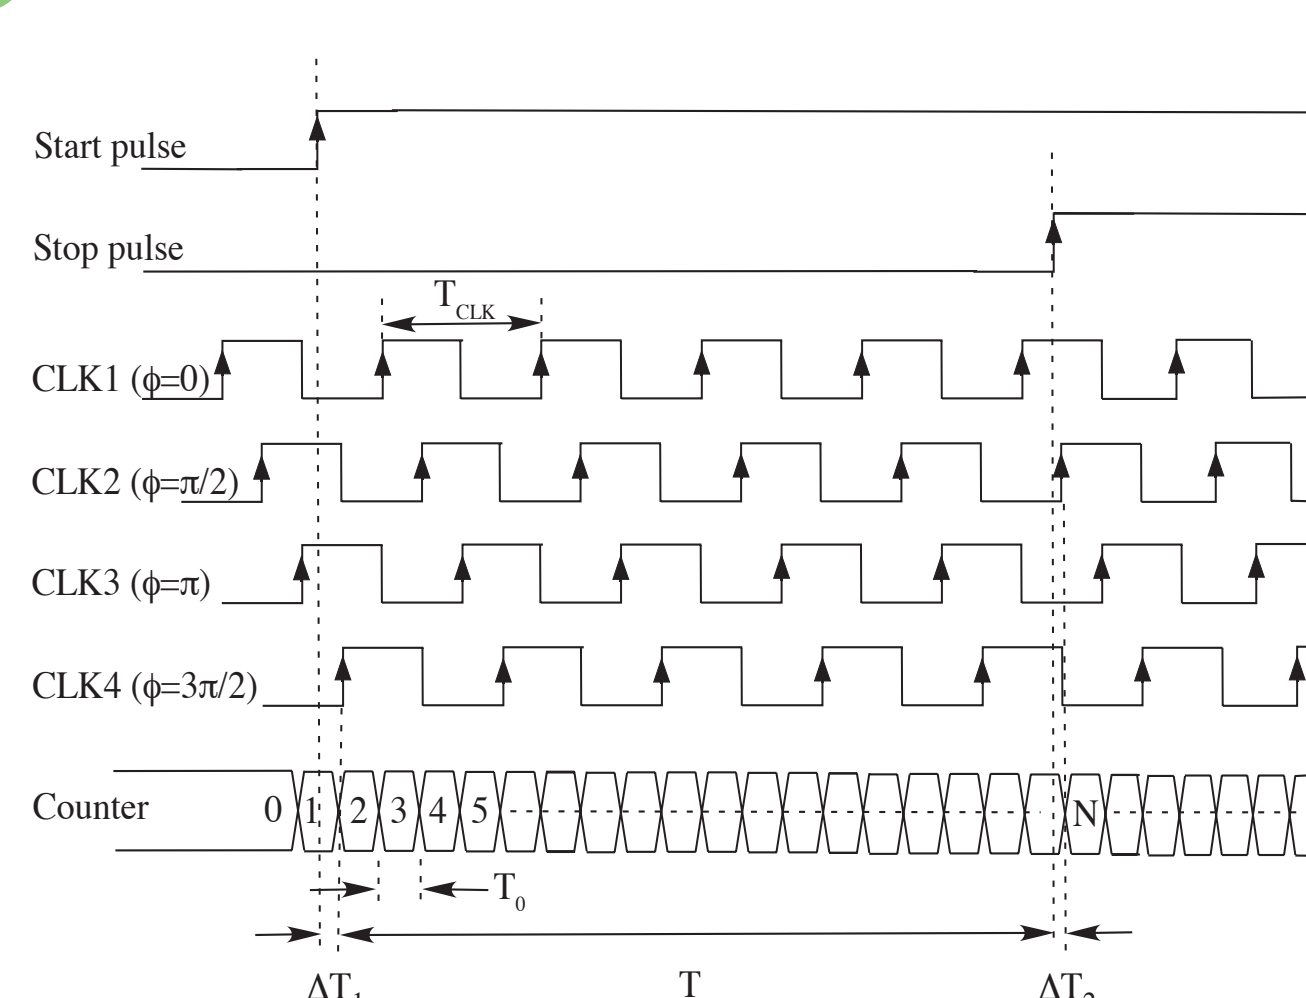 Start pulse
Stop pulse
T_CLK
CLK1 (ϕ=0)
CLK2 (ϕ=π/2)
CLK3 (ϕ=π)
CLK4 (ϕ=3π/2)
Counter 0 1 2 3 4 5 N
T_0
ΔT_1 T ΔT_2